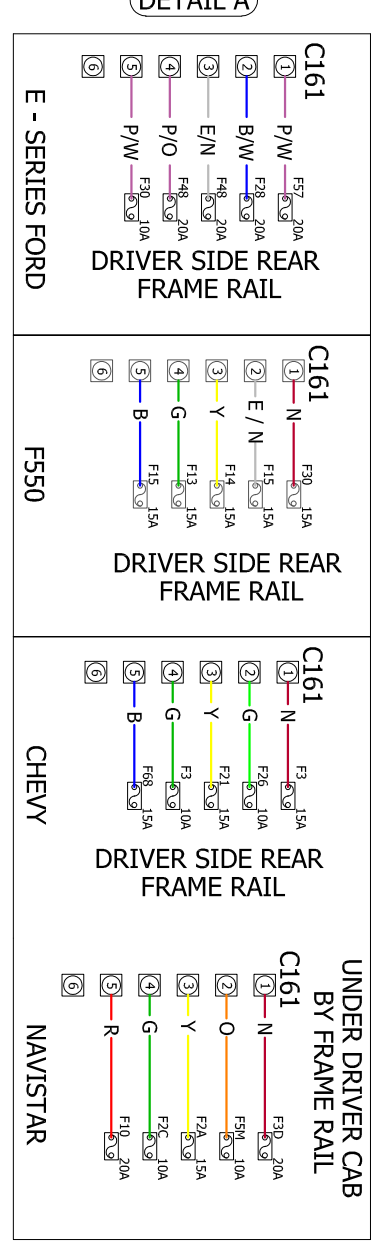 DETAIL A
E - SERIES FORD
C161
1 P/W F57 20A
2 B/W F28 20A
3 E/N F48 20A
4 P/O F48 20A
5 P/W F30 10A
6
DRIVER SIDE REAR
FRAME RAIL
F550
C161
1 N F30 15A
2 E / N F15 15A
3 Y F14 15A
4 G F13 15A
5 B F15 15A
6
DRIVER SIDE REAR
FRAME RAIL
CHEVY
C161
1 N F3 15A
2 G F26 10A
3 Y F21 15A
4 G F3 10A
5 B F68 15A
6
DRIVER SIDE REAR
FRAME RAIL
NAVISTAR
UNDER DRIVER CAB
BY FRAME RAIL
C161
1 N F3D 20A
2 O F5M 10A
3 Y F2A 15A
4 G F2C 10A
5 R F10 20A
6